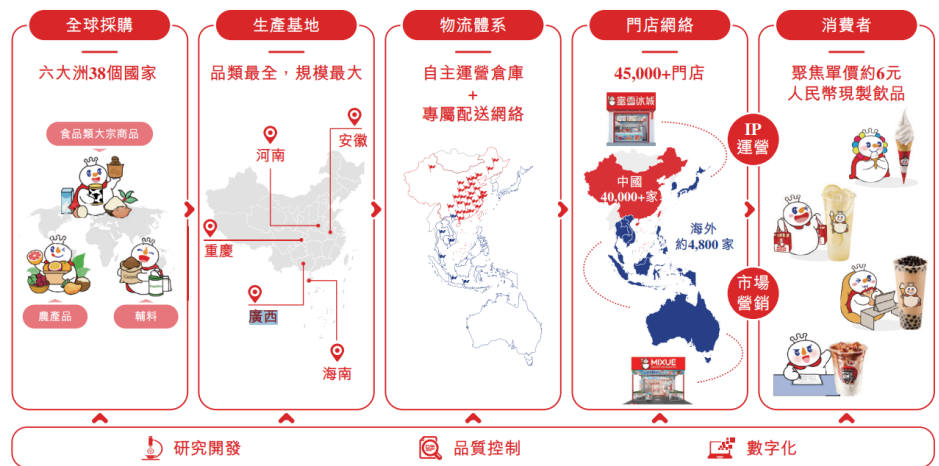 全球採購
六大洲38個國家
食品類大宗商品
農產品
輔料
生產基地
品類最全，規模最大
河南
安徽
重慶
廣西
海南
物流體系
自主運營倉庫
+
專屬配送網絡
門店網絡
45,000+門店
蜜雪冰城
中國
40,000+家
海外
約4,800家
MIXUE
IP
運營
市場
營銷
消費者
聚焦單價約6元
人民幣現製飲品
研究開發
品質控制
數字化